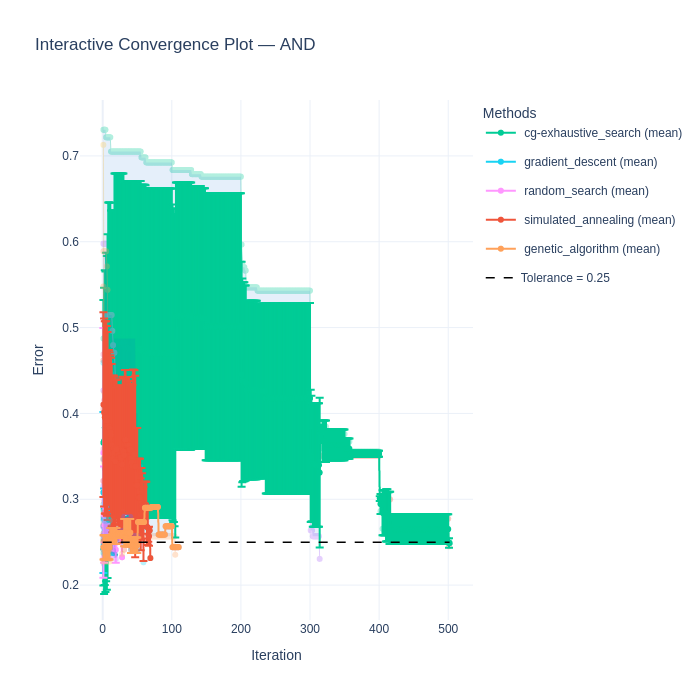 Interactive Convergence Plot — AND
Methods
cg-exhaustive_search (mean)
gradient_descent (mean)
random_search (mean)
simulated_annealing (mean)
genetic_algorithm (mean)
Tolerance = 0.25
Error
0.7
0.6
0.5
0.4
0.3
0.2
0 100 200 300 400 500
Iteration